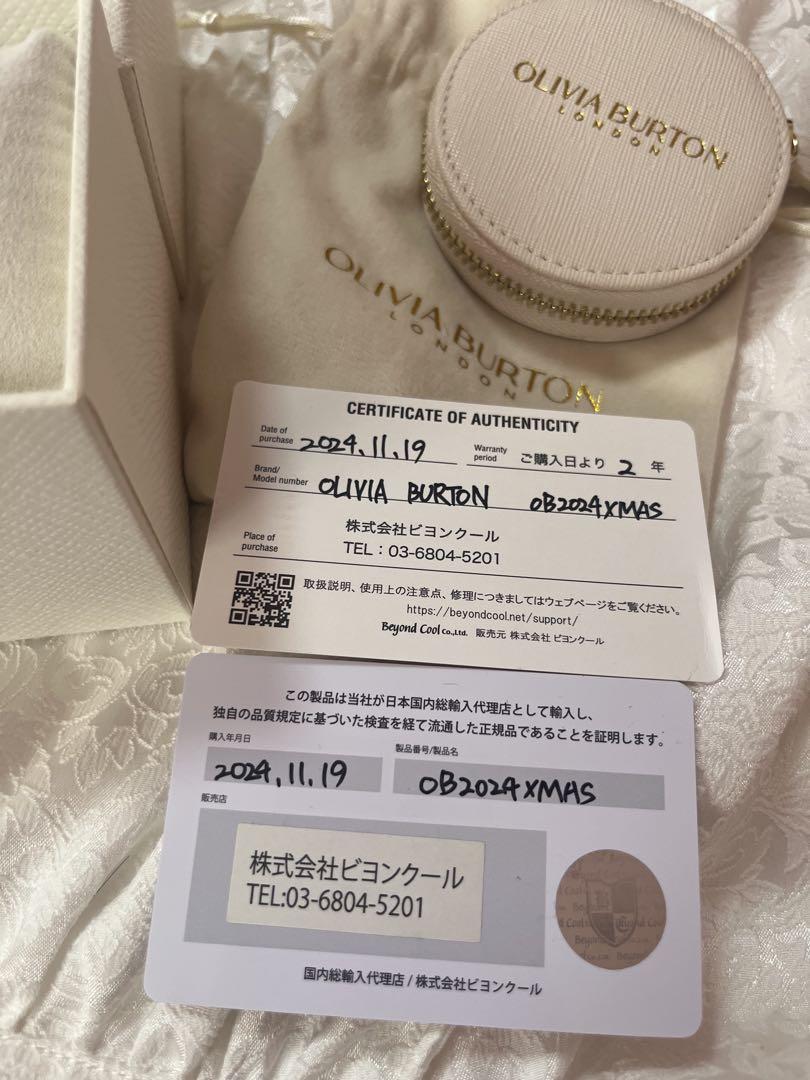 OLIVIA BURTON
LONDON
OLIVIA BURTON
LONDON
CERTIFICATE OF AUTHENTICITY
Date of
purchase 2024.11.19 Warranty
period ご購入日より 2 年
Brand/
Model number OLIVIA BURTON OB2024XMAS
Place of
purchase
株式会社ビヨンクール
TEL：03-6804-5201
取扱説明、使用上の注意点、修理につきましてはウェブページをご覧ください。
https://beyondcool.net/support/
Beyond Cool Co.,Ltd. 販売元 株式会社 ビヨンクール
この製品は当社が日本国内総輸入代理店として輸入し、
独自の品質規定に基づいた検査を経て流通した正規品であることを証明します。
購入年月日 製品番号/製品名
2024.11.19 OB2024XMAS
販売店
株式会社ビヨンクール
TEL:03-6804-5201
Beyond Cool
国内総輸入代理店 / 株式会社ビヨンクール